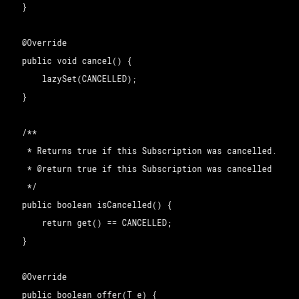 }
@Override
public void cancel() {
lazySet(CANCELLED);
}
/**
* Returns true if this Subscription was cancelled.
* @return true if this Subscription was cancelled
*/
public boolean isCancelled() {
return get() == CANCELLED;
}
@Override
public boolean offer(T e) {